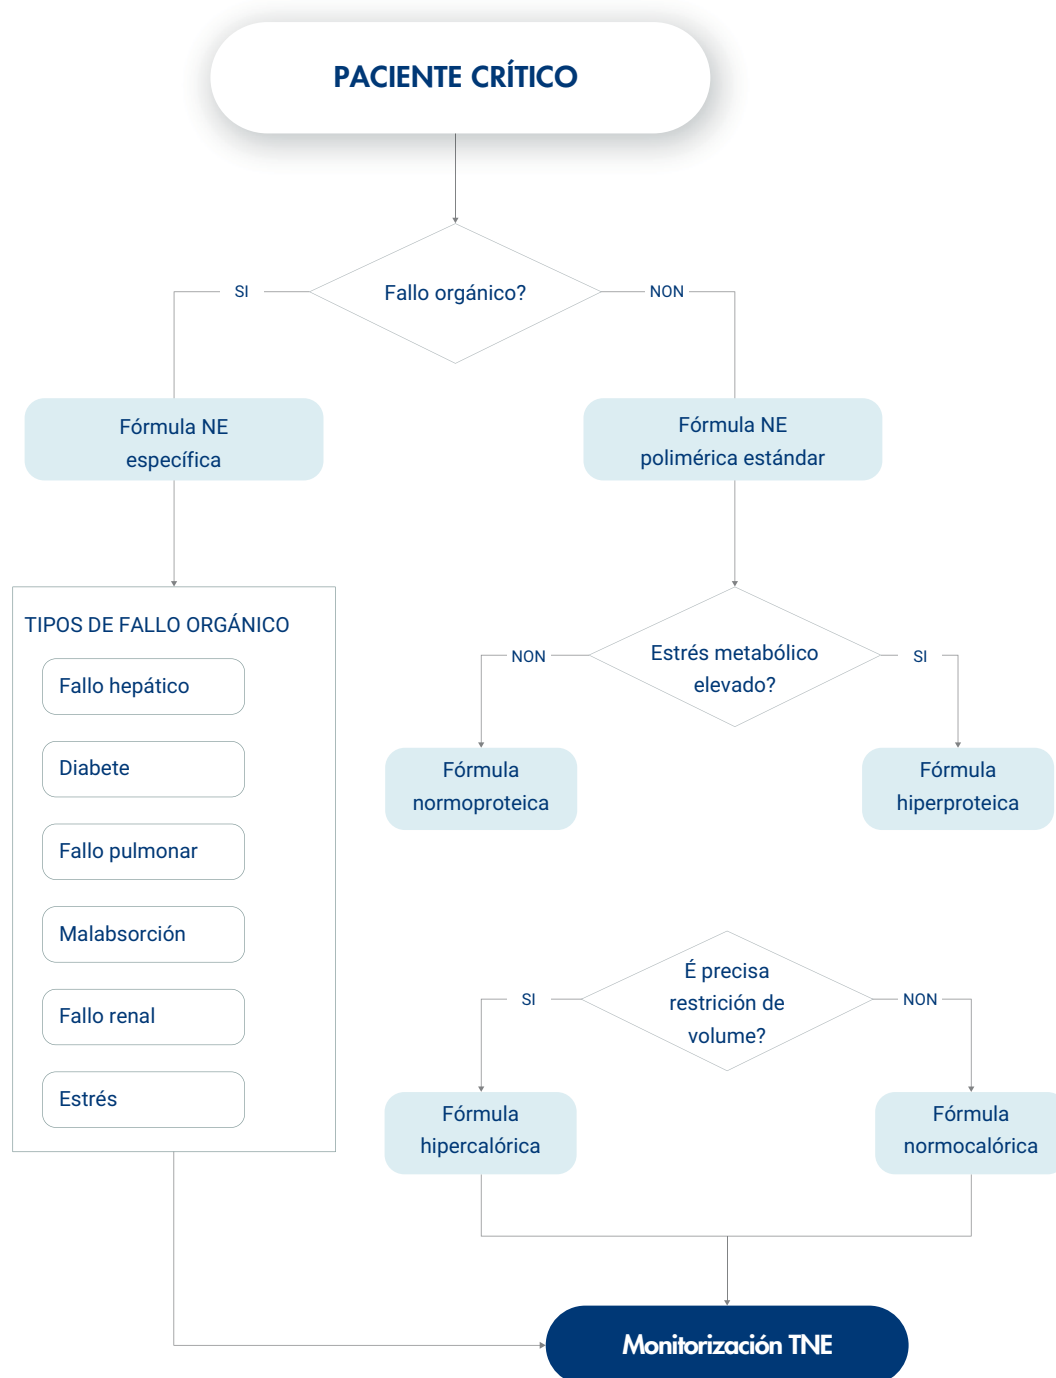 PACIENTE CRÍTICO
Fallo orgánico?
SI
NON
Fórmula NE
específica
Fórmula NE
polimérica estándar
TIPOS DE FALLO ORGÁNICO
Fallo hepático
Diabete
Fallo pulmonar
Malabsorción
Fallo renal
Estrés
Estrés metabólico
elevado?
NON
SI
Fórmula
normoproteica
Fórmula
hiperproteica
É precisa
restrición de
volume?
SI
NON
Fórmula
hipercalórica
Fórmula
normocalórica
Monitorización TNE